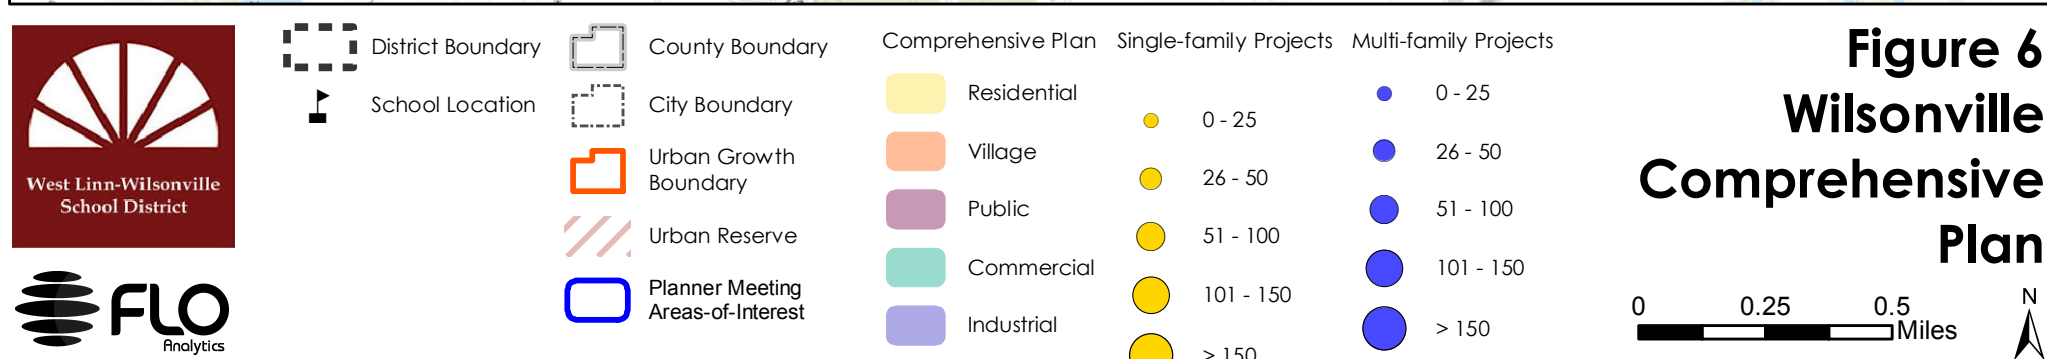 West Linn-Wilsonville
School District
FLO
Analytics
District Boundary
School Location
County Boundary
City Boundary
Urban Growth
Boundary
Urban Reserve
Planner Meeting
Areas-of-Interest
Comprehensive Plan
Residential
Village
Public
Commercial
Industrial
Single-family Projects
0 - 25
26 - 50
51 - 100
101 - 150
> 150
Multi-family Projects
0 - 25
26 - 50
51 - 100
101 - 150
> 150
Figure 6
Wilsonville
Comprehensive
Plan
0 0.25 0.5
Miles
N